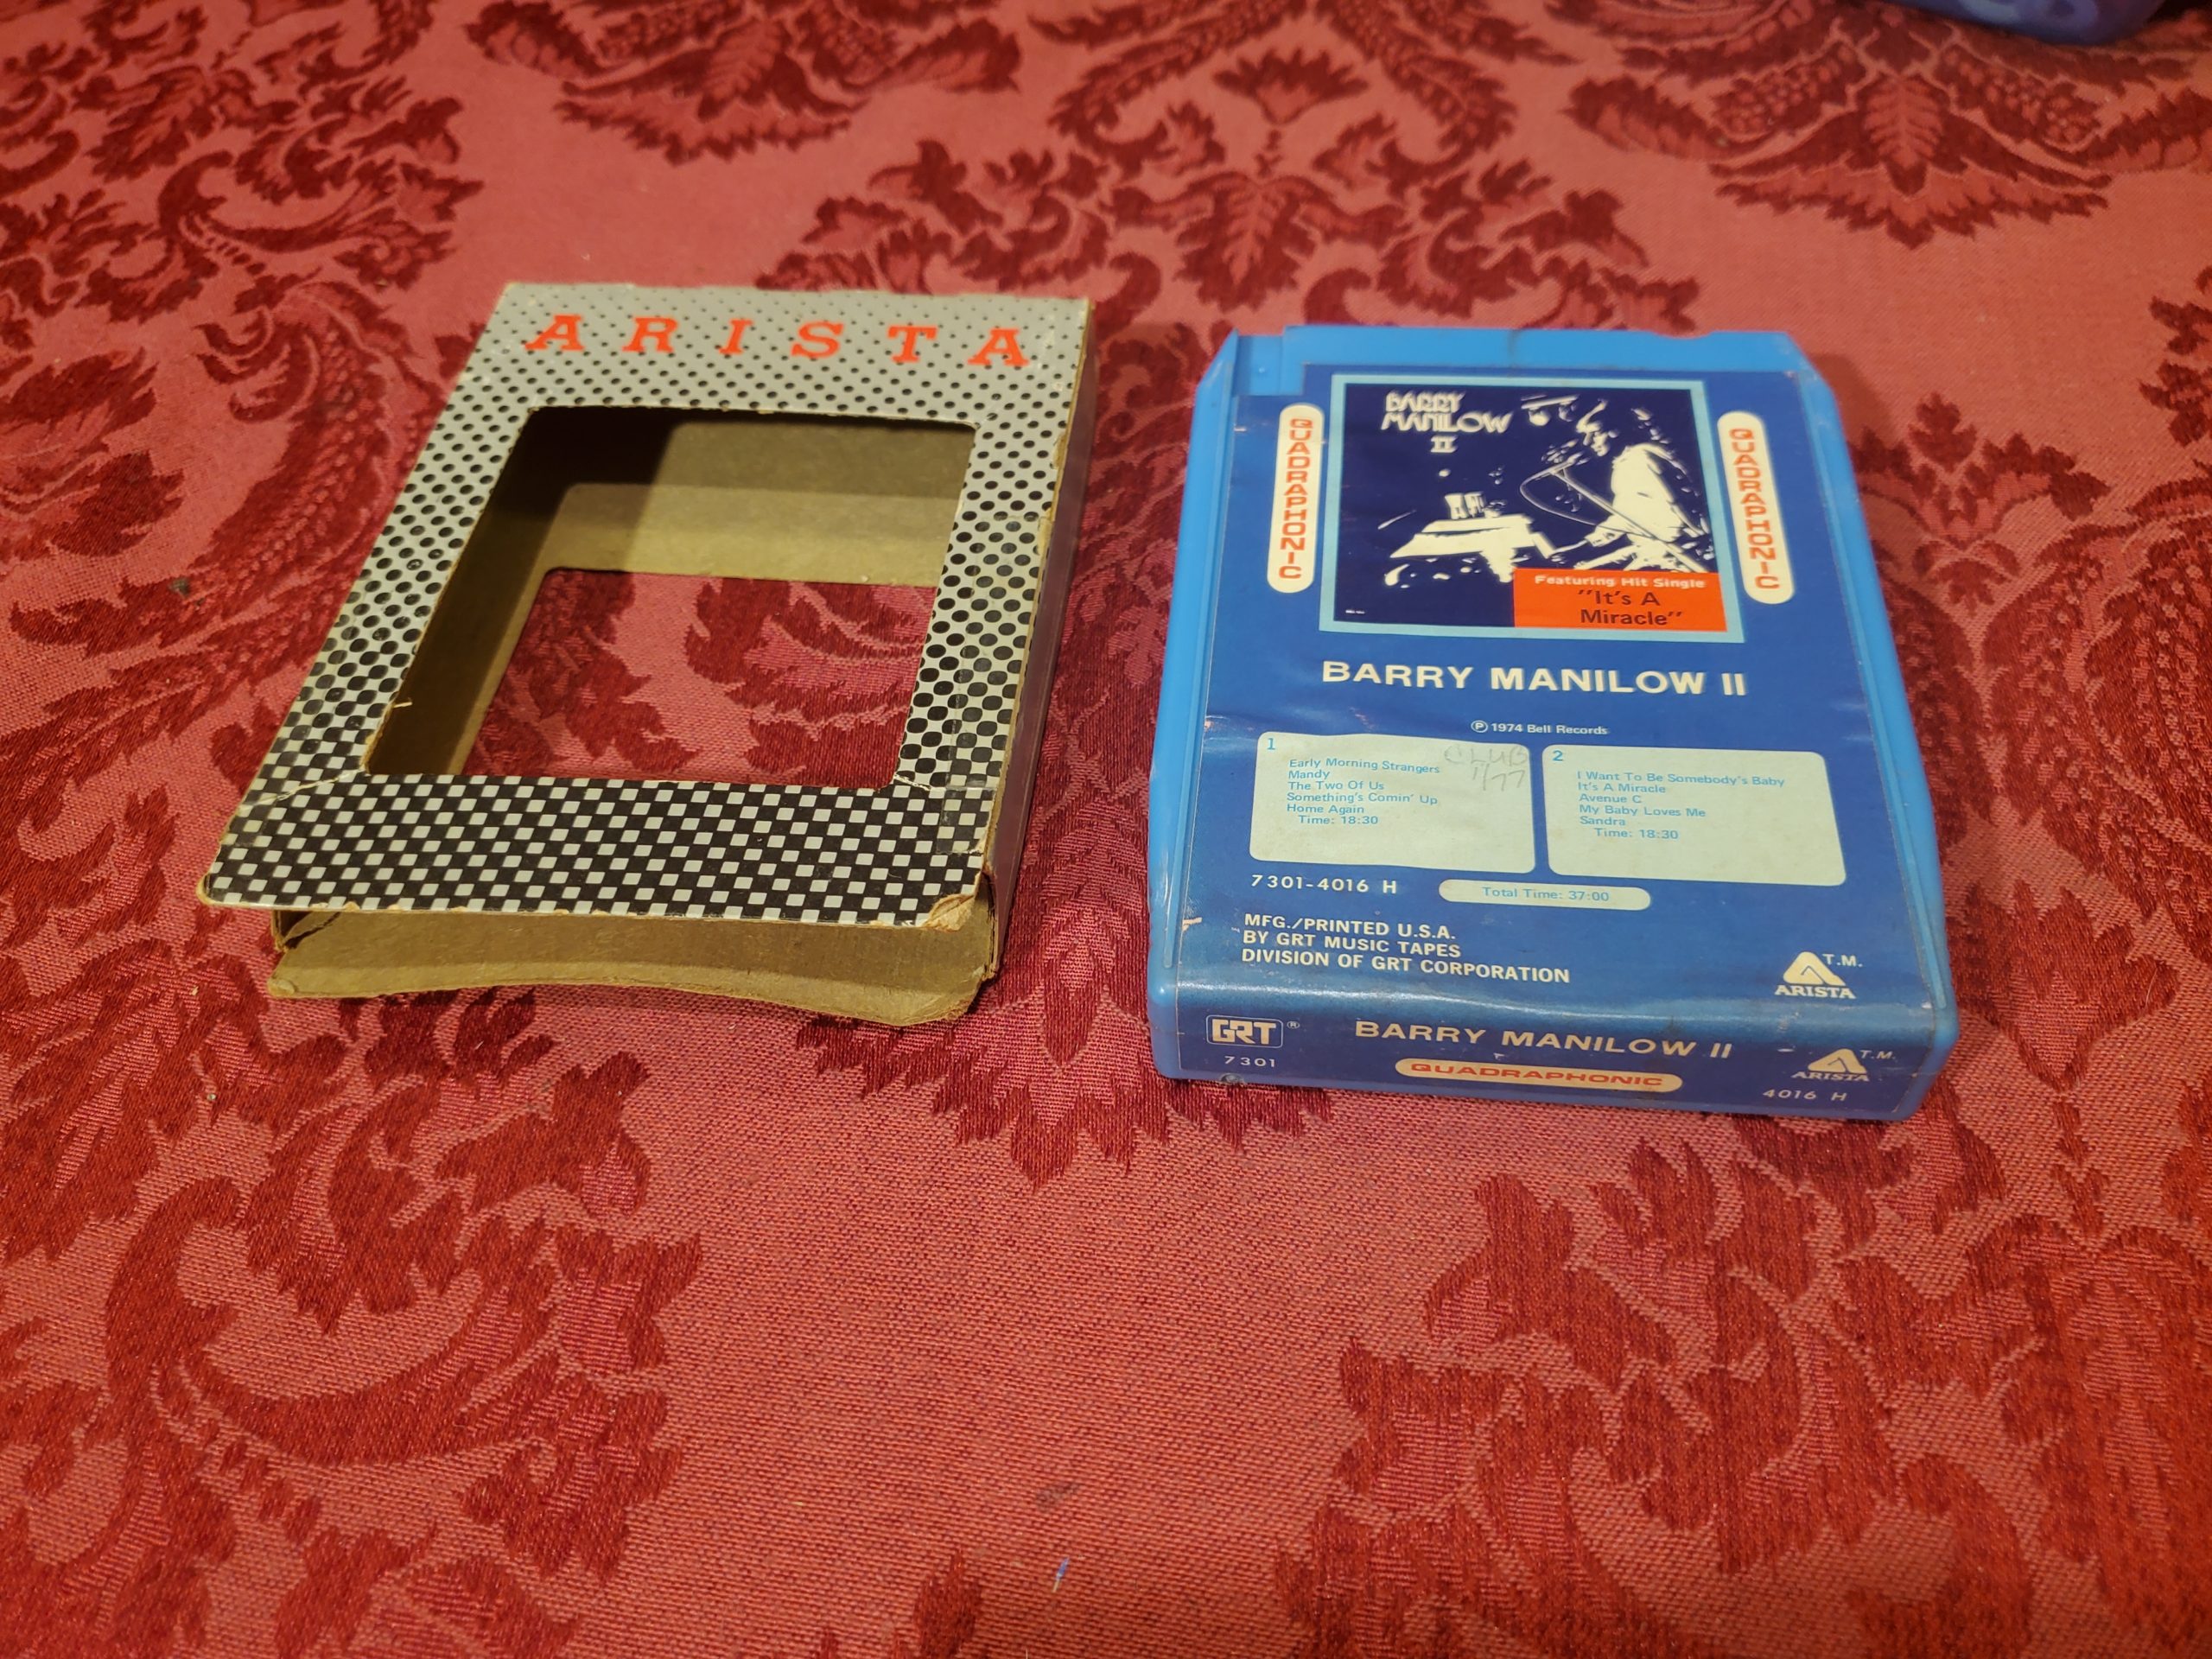 ARISTA
BARRY
MANILOW
II
QUADRAPHONIC
QUADRAPHONIC
Featuring Hit Single
"It's A
Miracle"
BARRY MANILOW II
Ⓟ 1974 Bell Records
1
Early Morning Strangers
Mandy
The Two Of Us
Something's Comin' Up
Home Again
Time: 18:30
CLUB
1/77
2
I Want To Be Somebody's Baby
It's A Miracle
Avenue C
My Baby Loves Me
Sandra
Time: 18:30
7301-4016 H
Total Time: 37:00
MFG./PRINTED U.S.A.
BY GRT MUSIC TAPES
DIVISION OF GRT CORPORATION
T.M.
ARISTA
GRT®
BARRY MANILOW II
T.M.
ARISTA
7301
QUADRAPHONIC
4016 H